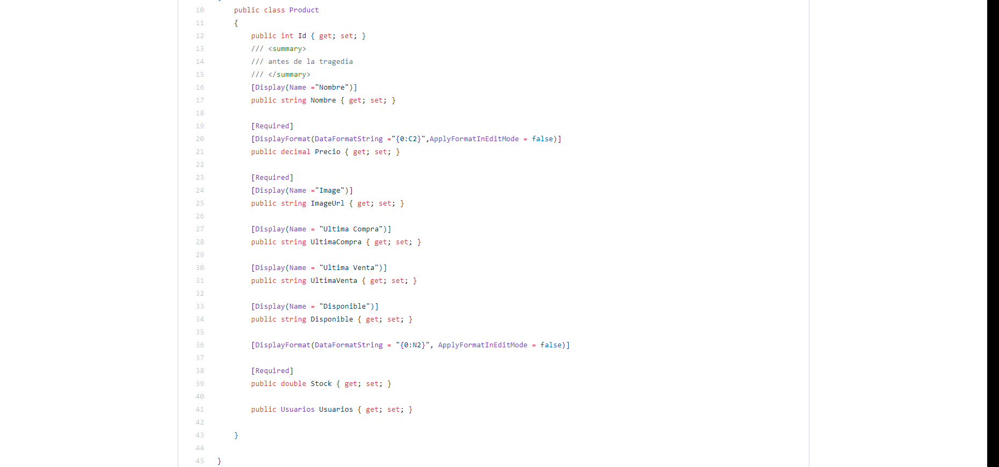 10 public class Product
11 {
12 public int Id { get; set; }
13 /// <summary>
14 /// antes de la tragedia
15 /// </summary>
16 [Display(Name ="Nombre")]
17 public string Nombre { get; set; }
18
19 [Required]
20 [DisplayFormat(DataFormatString ="{0:C2}",ApplyFormatInEditMode = false)]
21 public decimal Precio { get; set; }
22
23 [Required]
24 [Display(Name ="Image")]
25 public string ImageUrl { get; set; }
26
27 [Display(Name = "Ultima Compra")]
28 public string UltimaCompra { get; set; }
29
30 [Display(Name = "Ultima Venta")]
31 public string UltimaVenta { get; set; }
32
33 [Display(Name = "Disponible")]
34 public string Disponible { get; set; }
35
36 [DisplayFormat(DataFormatString = "{0:N2}", ApplyFormatInEditMode = false)]
37
38 [Required]
39 public double Stock { get; set; }
40
41 public Usuarios Usuarios { get; set; }
42
43 }
44
45 }